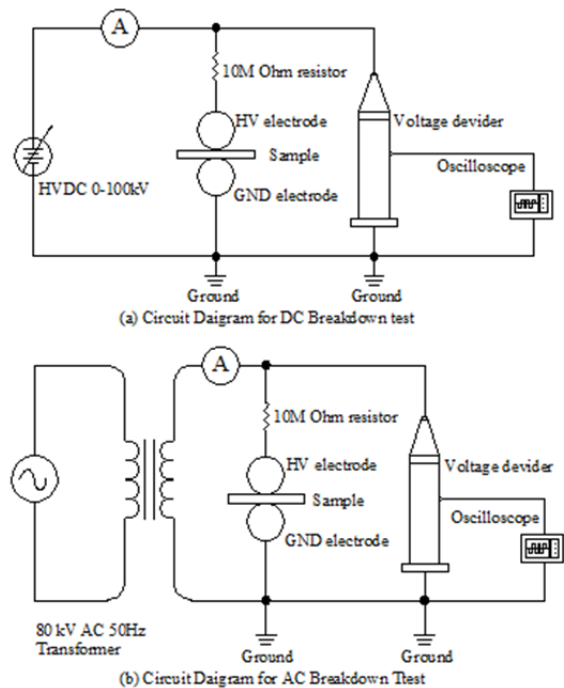 A
10M Ohm resistor
HV electrode
Voltage devider
Sample
Oscilloscope
HVDC 0-100kV
GND electrode
Ground
Ground
(a) Circuit Daigram for DC Breakdown test
A
10M Ohm resistor
HV electrode
Voltage devider
Sample
Oscilloscope
GND electrode
80 kV AC 50Hz
Transformer
Ground
Ground
(b) Circuit Daigram for AC Breakdown Ttest